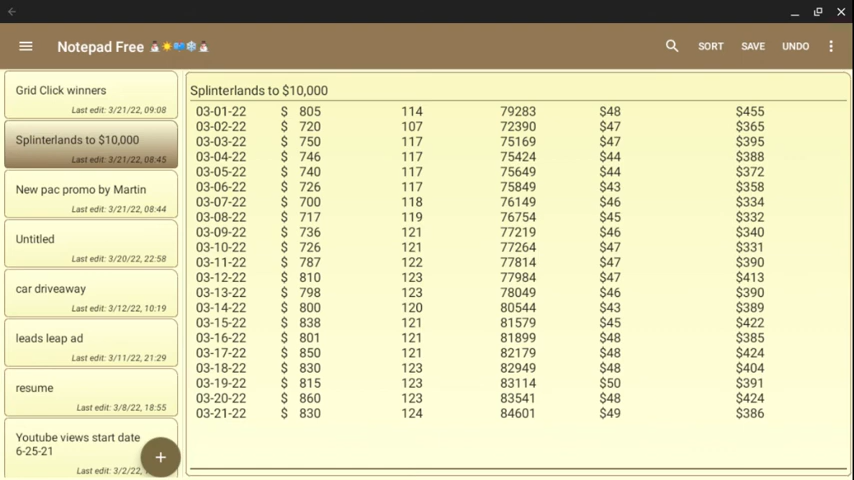 Notepad Free ⛄☀💙❄⛄
SORT
SAVE
UNDO
Grid Click winners
Last edit: 3/21/22, 09:08
Splinterlands to $10,000
Last edit: 3/21/22, 08:45
New pac promo by Martin
Last edit: 3/21/22, 08:44
Untitled
Last edit: 3/20/22, 22:58
car driveaway
Last edit: 3/12/22, 10:19
leads leap ad
Last edit: 3/11/22, 21:29
resume
Last edit: 3/8/22, 18:55
Youtube views start date
6-25-21
Last edit: 3/2/22,
+
Splinterlands to $10,000
03-01-22 $ 805 114 79283 $48 $455
03-02-22 $ 720 107 72390 $47 $365
03-03-22 $ 750 117 75169 $47 $395
03-04-22 $ 746 117 75424 $44 $388
03-05-22 $ 740 117 75649 $44 $372
03-06-22 $ 726 117 75849 $43 $358
03-07-22 $ 700 118 76149 $46 $334
03-08-22 $ 717 119 76754 $45 $332
03-09-22 $ 736 121 77219 $46 $340
03-10-22 $ 726 121 77264 $47 $331
03-11-22 $ 787 122 77814 $47 $390
03-12-22 $ 810 123 77984 $47 $413
03-13-22 $ 798 123 78049 $46 $390
03-14-22 $ 800 120 80544 $43 $389
03-15-22 $ 838 121 81579 $45 $422
03-16-22 $ 801 121 81899 $48 $385
03-17-22 $ 850 121 82179 $48 $424
03-18-22 $ 830 123 82949 $48 $404
03-19-22 $ 815 123 83114 $50 $391
03-20-22 $ 860 123 83541 $48 $424
03-21-22 $ 830 124 84601 $49 $386